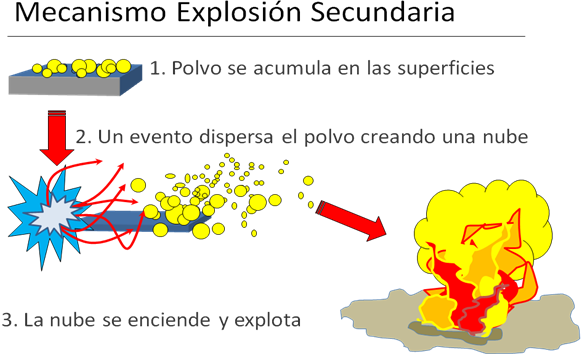 Mecanismo Explosión Secundaria
1. Polvo se acumula en las superficies
2. Un evento dispersa el polvo creando una nube
3. La nube se enciende y explota